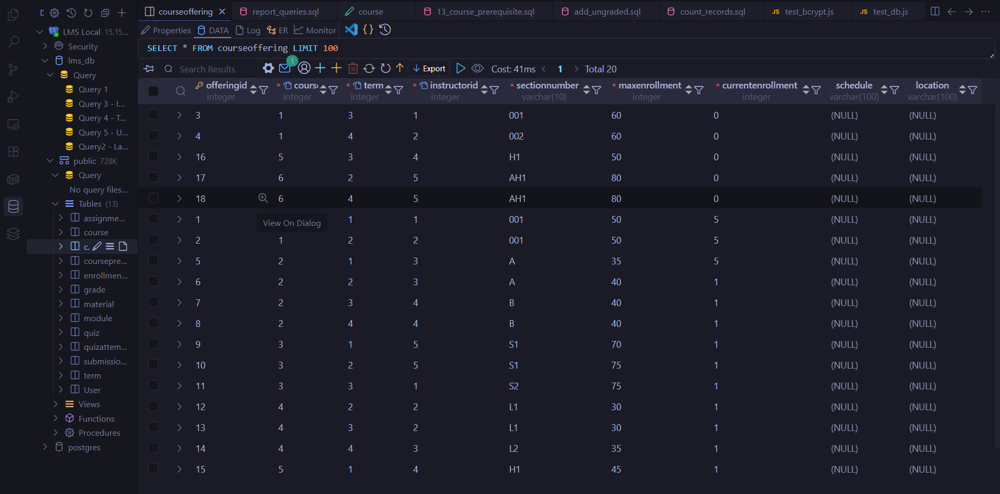 courseoffering
report_queries.sql
course
13_course_prerequisite.sql
add_ungraded.sql
count_records.sql
JS test_bcrypt.js
JS test_db.js
LMS Local 15.15...
Security
lms_db
Query
Query 1
Query 3 - I...
Query 4 - T...
Query 5 - U...
Query2 - La...
public 728K
Query
No query files...
Tables (13)
assignme...
course
c.
coursepre...
enrollmen...
grade
material
module
quiz
quizattem...
submissio...
term
User
Views
Functions
Procedures
postgres
Properties DATA Log ER Monitor
SELECT * FROM courseoffering LIMIT 100
Search Results 1 Export Cost: 41ms 1 Total 20
offeringid * cours * term * instructorid * sectionnumber * maxenrollment * currentenrollment schedule location
integer integer integer integer varchar(10) integer integer varchar(100) varchar(100)
3 1 3 1 001 60 0 (NULL) (NULL)
4 1 4 2 002 60 0 (NULL) (NULL)
16 5 3 4 H1 50 0 (NULL) (NULL)
17 6 2 5 AH1 80 0 (NULL) (NULL)
18 6 4 5 AH1 80 0 (NULL) (NULL)
1 1 1 001 50 5 (NULL) (NULL)
View On Dialog
2 1 2 2 001 50 5 (NULL) (NULL)
5 2 1 3 A 35 5 (NULL) (NULL)
6 2 2 3 A 40 1 (NULL) (NULL)
7 2 3 4 B 40 1 (NULL) (NULL)
8 2 4 4 B 40 1 (NULL) (NULL)
9 3 1 5 S1 70 1 (NULL) (NULL)
10 3 2 5 S1 75 1 (NULL) (NULL)
11 3 3 1 S2 75 1 (NULL) (NULL)
12 4 2 2 L1 30 1 (NULL) (NULL)
13 4 3 2 L1 30 1 (NULL) (NULL)
14 4 4 3 L2 35 1 (NULL) (NULL)
15 5 1 4 H1 45 1 (NULL) (NULL)